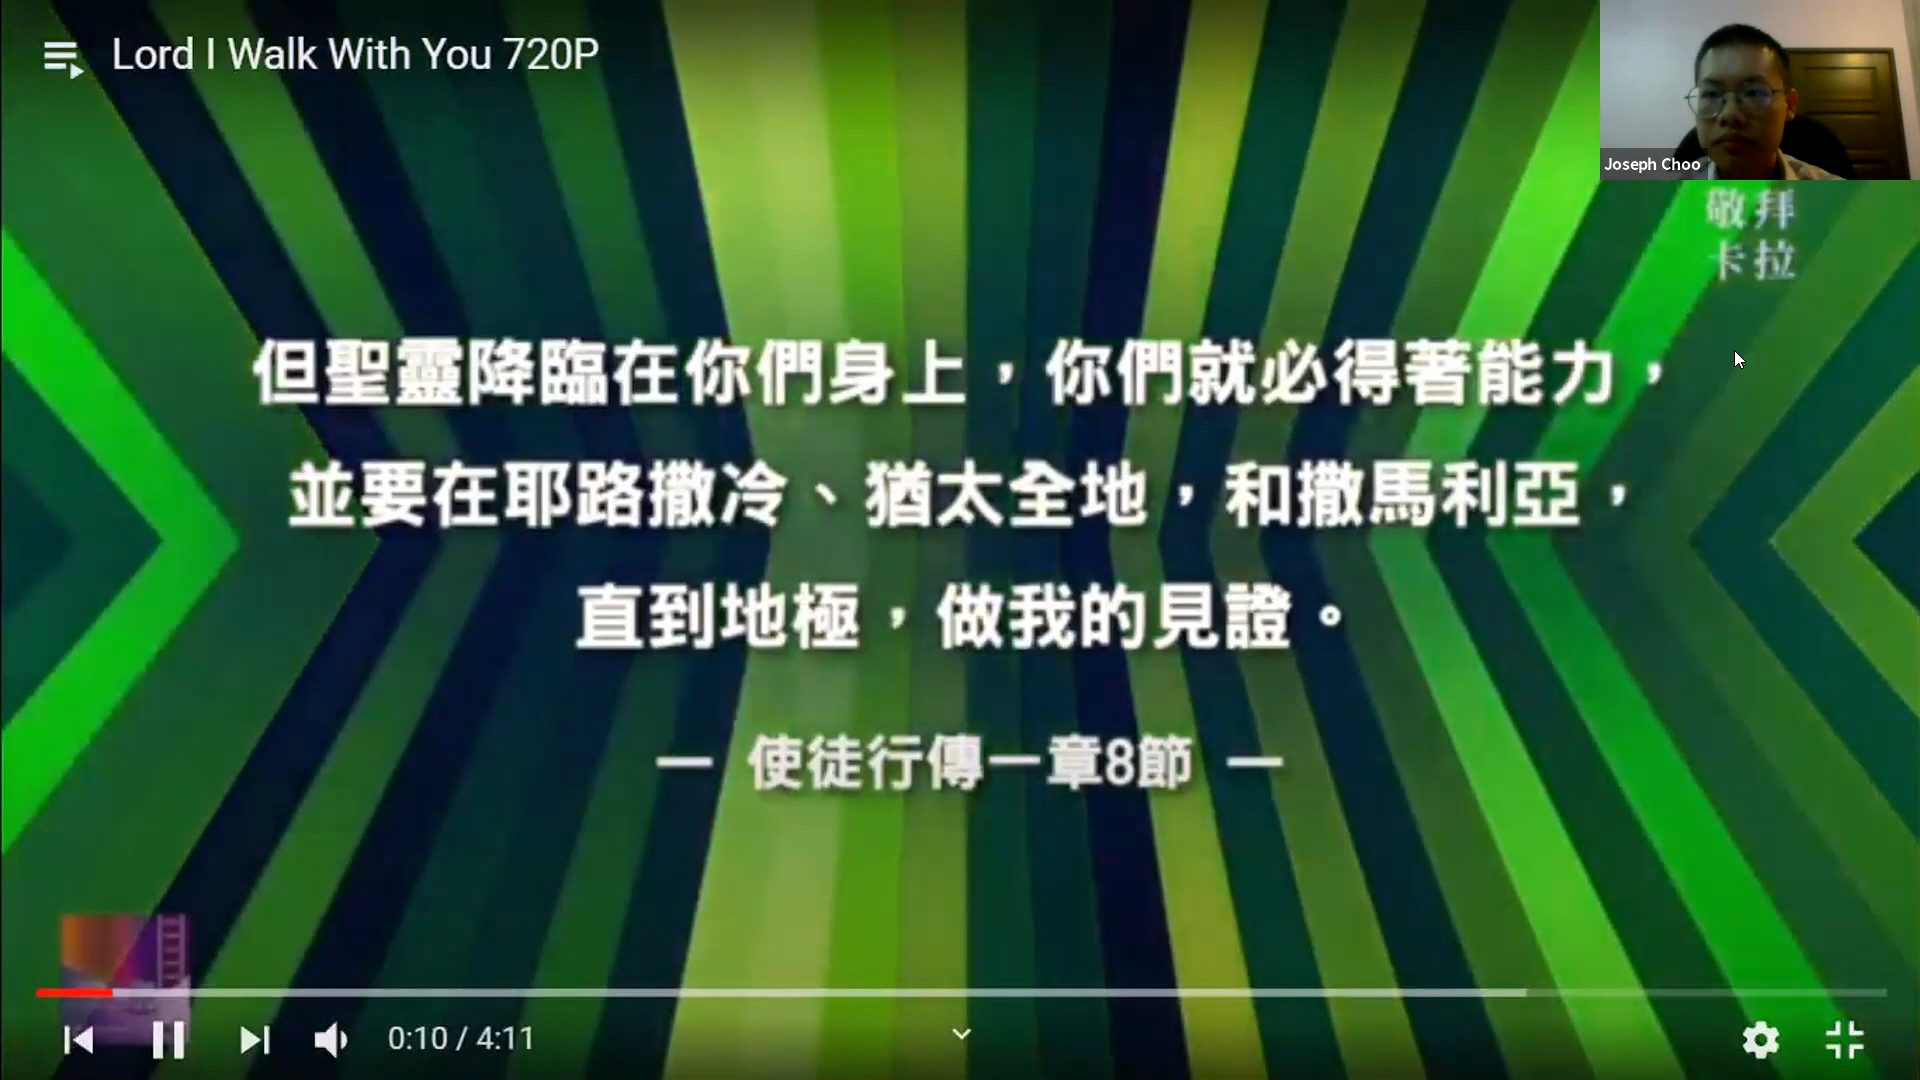 Lord I Walk With You 720P
Joseph Choo
敬拜
卡拉
但聖靈降臨在你們身上，你們就必得著能力，
並要在耶路撒冷、猶太全地，和撒馬利亞，
直到地極，做我的見證。
— 使徒行傳一章8節 —
0:10 / 4:11